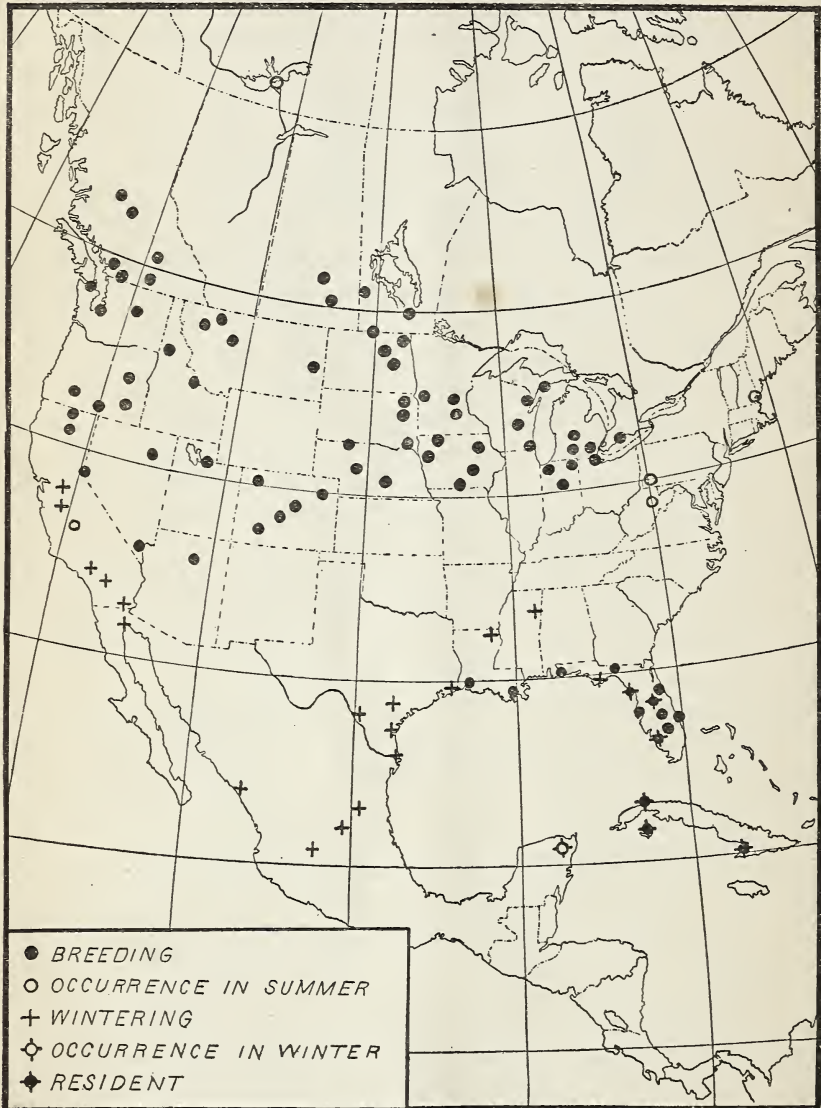 BREEDING
OCCURRENCE IN SUMMER
WINTERING
OCCURRENCE IN WINTER
RESIDENT